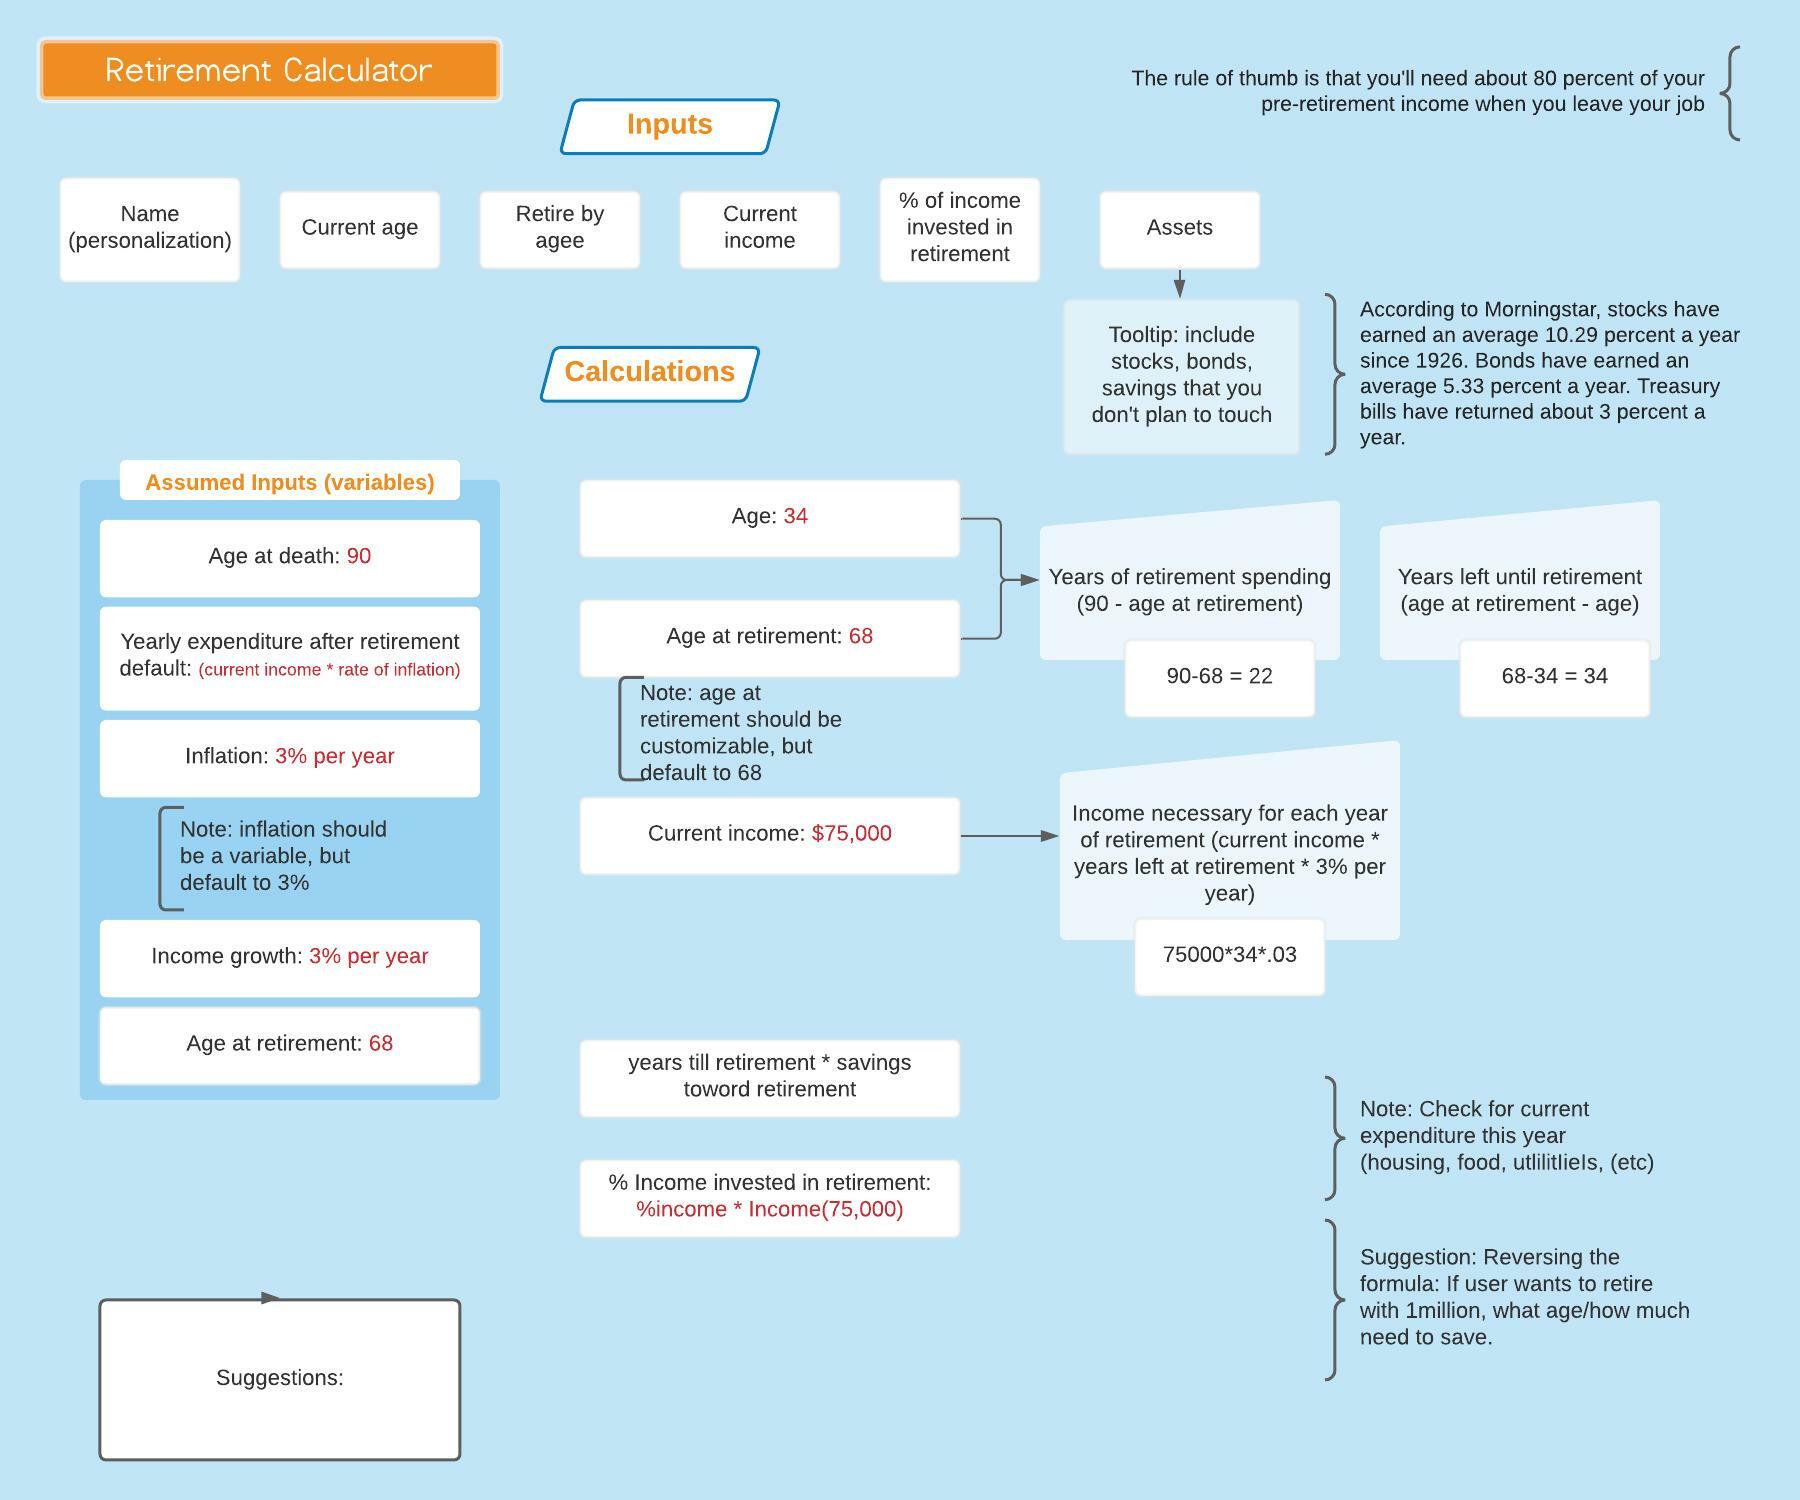 Retirement Calculator
The rule of thumb is that you'll need about 80 percent of your
pre-retirement income when you leave your job
Inputs
Name
(personalization)
Current age
Retire by
agee
Current
income
% of income
invested in
retirement
Assets
Tooltip: include
stocks, bonds,
savings that you
don't plan to touch
According to Morningstar, stocks have
earned an average 10.29 percent a year
since 1926. Bonds have earned an
average 5.33 percent a year. Treasury
bills have returned about 3 percent a
year.
Calculations
Assumed Inputs (variables)
Age at death: 90
Yearly expenditure after retirement
default: (current income * rate of inflation)
Inflation: 3% per year
Note: inflation should
be a variable, but
default to 3%
Income growth: 3% per year
Age at retirement: 68
Age: 34
Age at retirement: 68
Note: age at
retirement should be
customizable, but
default to 68
Years of retirement spending
(90 - age at retirement)
90-68 = 22
Years left until retirement
(age at retirement - age)
68-34 = 34
Current income: $75,000
Income necessary for each year
of retirement (current income *
years left at retirement * 3% per
year)
75000*34*.03
years till retirement * savings
toword retirement
% Income invested in retirement:
%income * Income(75,000)
Note: Check for current
expenditure this year
(housing, food, utlilitlieIs, (etc)
Suggestion: Reversing the
formula: If user wants to retire
with 1million, what age/how much
need to save.
Suggestions: